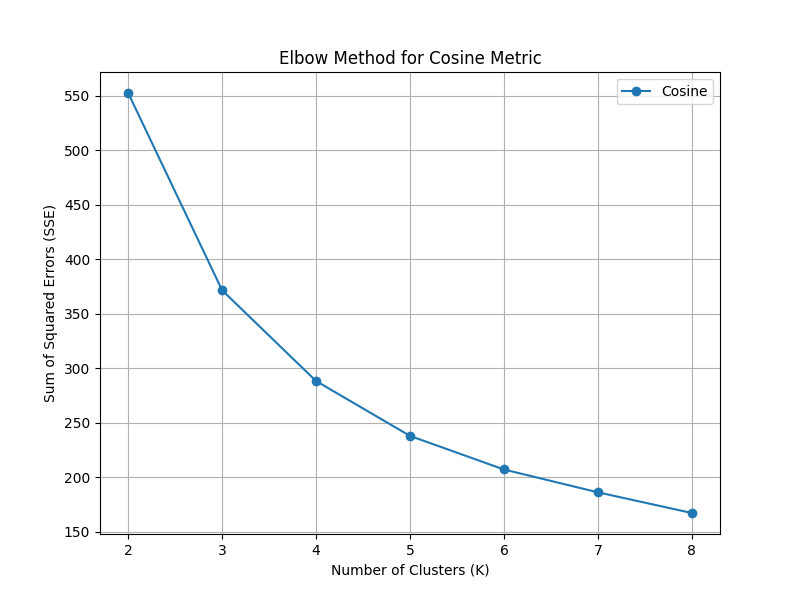 Elbow Method for Cosine Metric
Cosine
550
500
450
400
350
300
250
200
150
Sum of Squared Errors (SSE)
2 3 4 5 6 7 8
Number of Clusters (K)